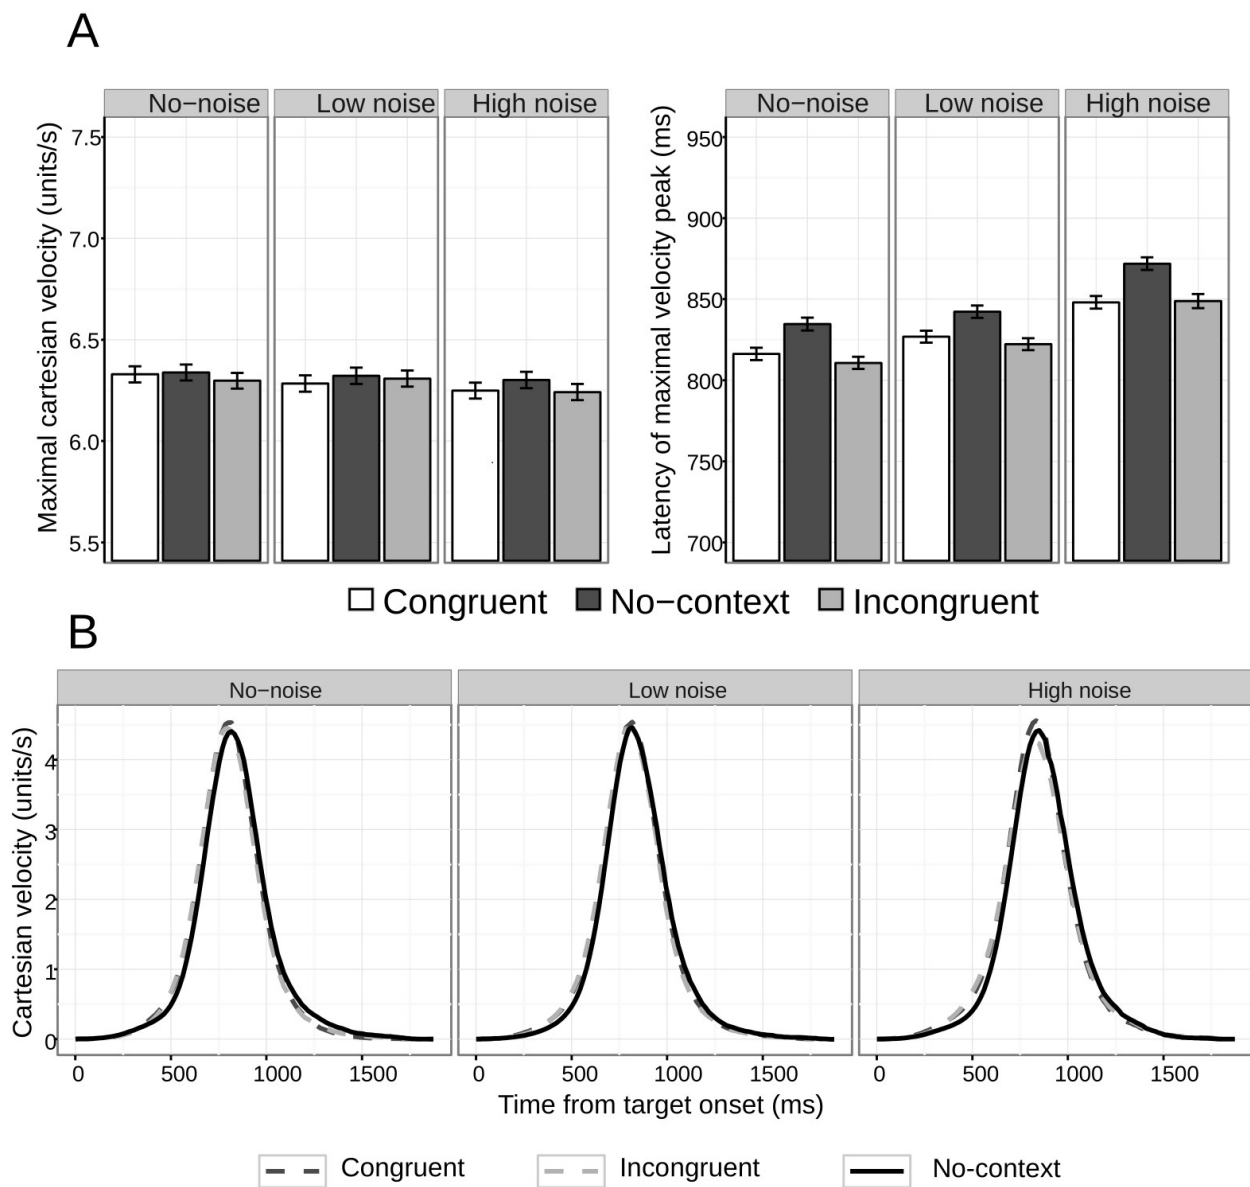 A
No−noise Low noise High noise
Maximal cartesian velocity (units/s)
7.5
7.0
6.5
6.0
5.5
No−noise Low noise High noise
Latency of maximal velocity peak (ms)
950
900
850
800
750
700
Congruent No−context Incongruent
B
No−noise Low noise High noise
Cartesian velocity (units/s)
4
3
2
1
0
0 500 1000 1500 0 500 1000 1500 0 500 1000 1500
Time from target onset (ms)
Congruent Incongruent No-context